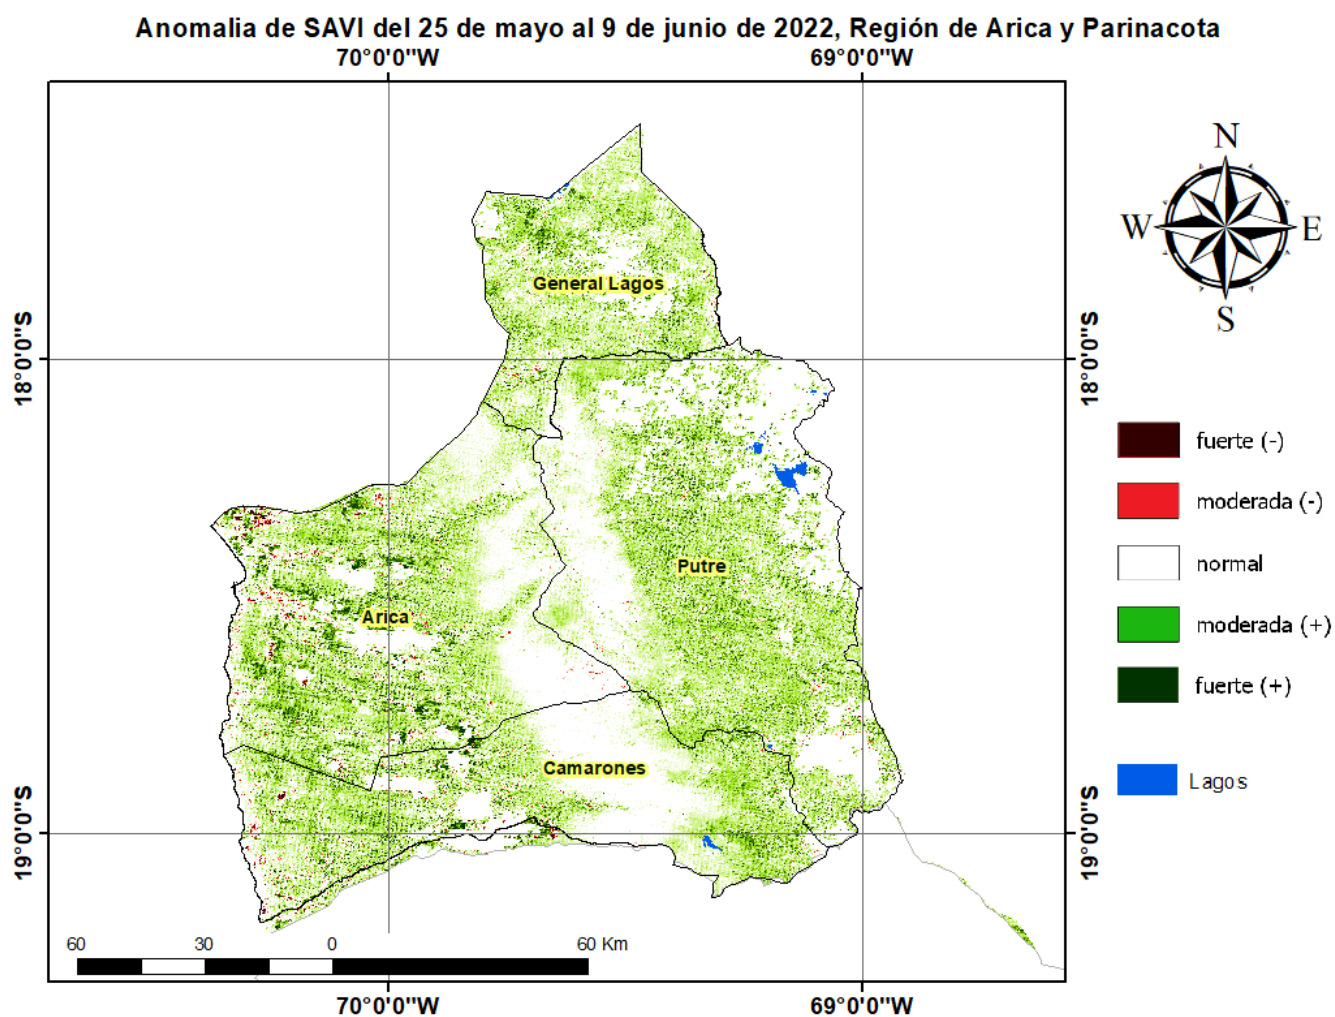 Anomalia de SAVI del 25 de mayo al 9 de junio de 2022, Región de Arica y Parinacota
70°0'0"W 69°0'0"W
N
W E
S
General Lagos
18°0'0"S 18°0'0"S
fuerte (-)
moderada (-)
normal
Putre
moderada (+)
Arica
fuerte (+)
Camarones
Lagos
19°0'0"S 19°0'0"S
60 30 0 60 Km
70°0'0"W 69°0'0"W